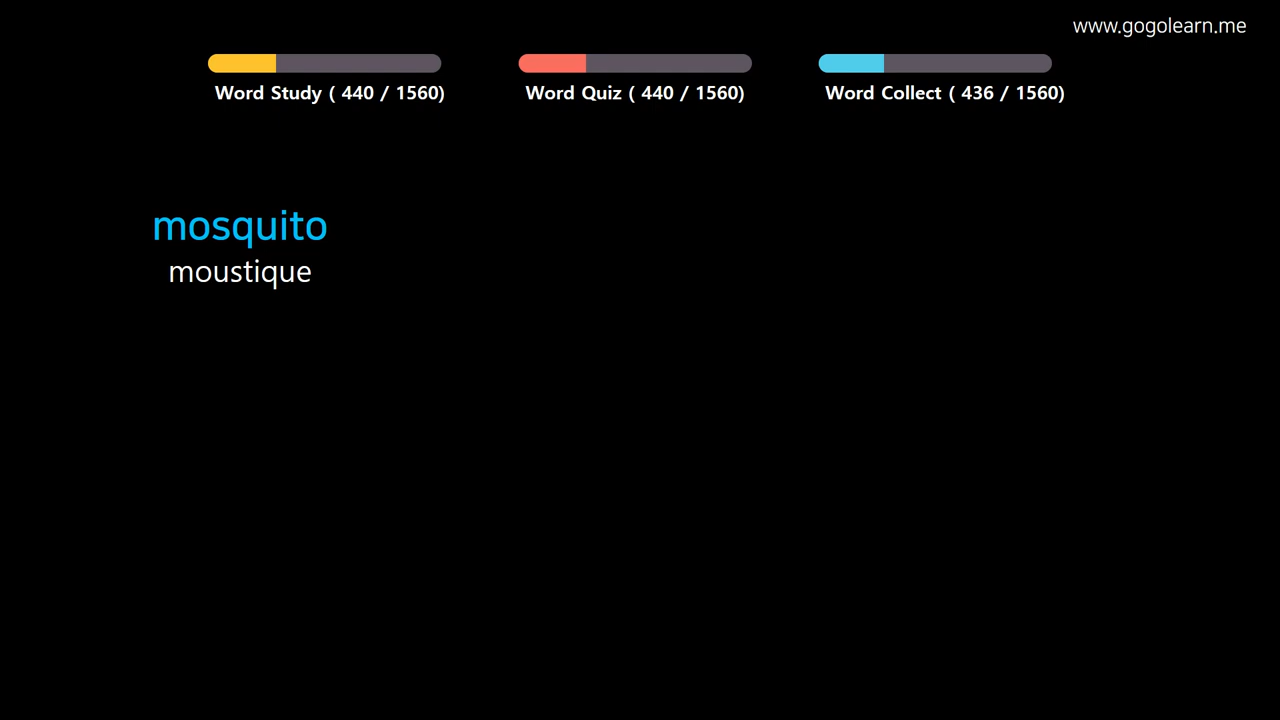 www.gogolearn.me
Word Study ( 440 / 1560)
Word Quiz ( 440 / 1560)
Word Collect ( 436 / 1560)
mosquito
moustique